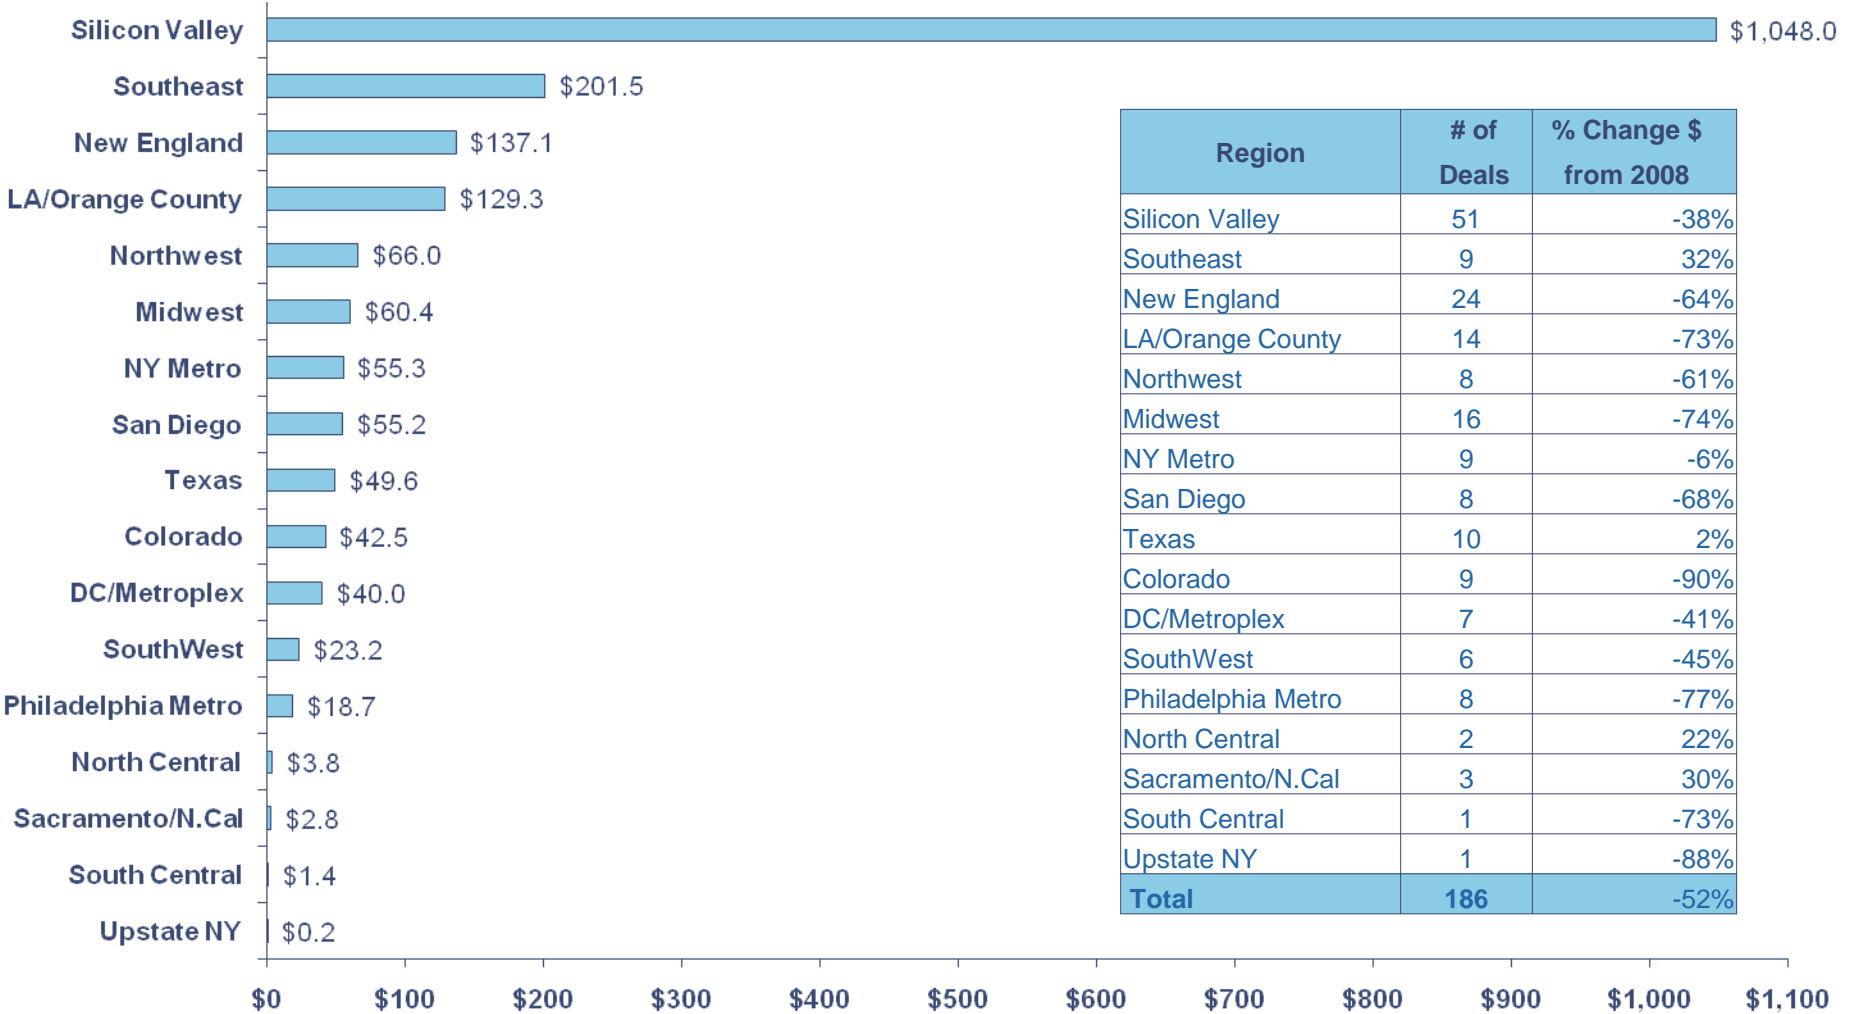 Silicon Valley $1,048.0
Southeast $201.5
New England $137.1
LA/Orange County $129.3
Northwest $66.0
Midwest $60.4
NY Metro $55.3
San Diego $55.2
Texas $49.6
Colorado $42.5
DC/Metroplex $40.0
SouthWest $23.2
Philadelphia Metro $18.7
North Central $3.8
Sacramento/N.Cal $2.8
South Central $1.4
Upstate NY $0.2
$0 $100 $200 $300 $400 $500 $600 $700 $800 $900 $1,000 $1,100
Region # of Deals % Change $ from 2008
Silicon Valley 51 -38%
Southeast 9 32%
New England 24 -64%
LA/Orange County 14 -73%
Northwest 8 -61%
Midwest 16 -74%
NY Metro 9 -6%
San Diego 8 -68%
Texas 10 2%
Colorado 9 -90%
DC/Metroplex 7 -41%
SouthWest 6 -45%
Philadelphia Metro 8 -77%
North Central 2 22%
Sacramento/N.Cal 3 30%
South Central 1 -73%
Upstate NY 1 -88%
Total 186 -52%